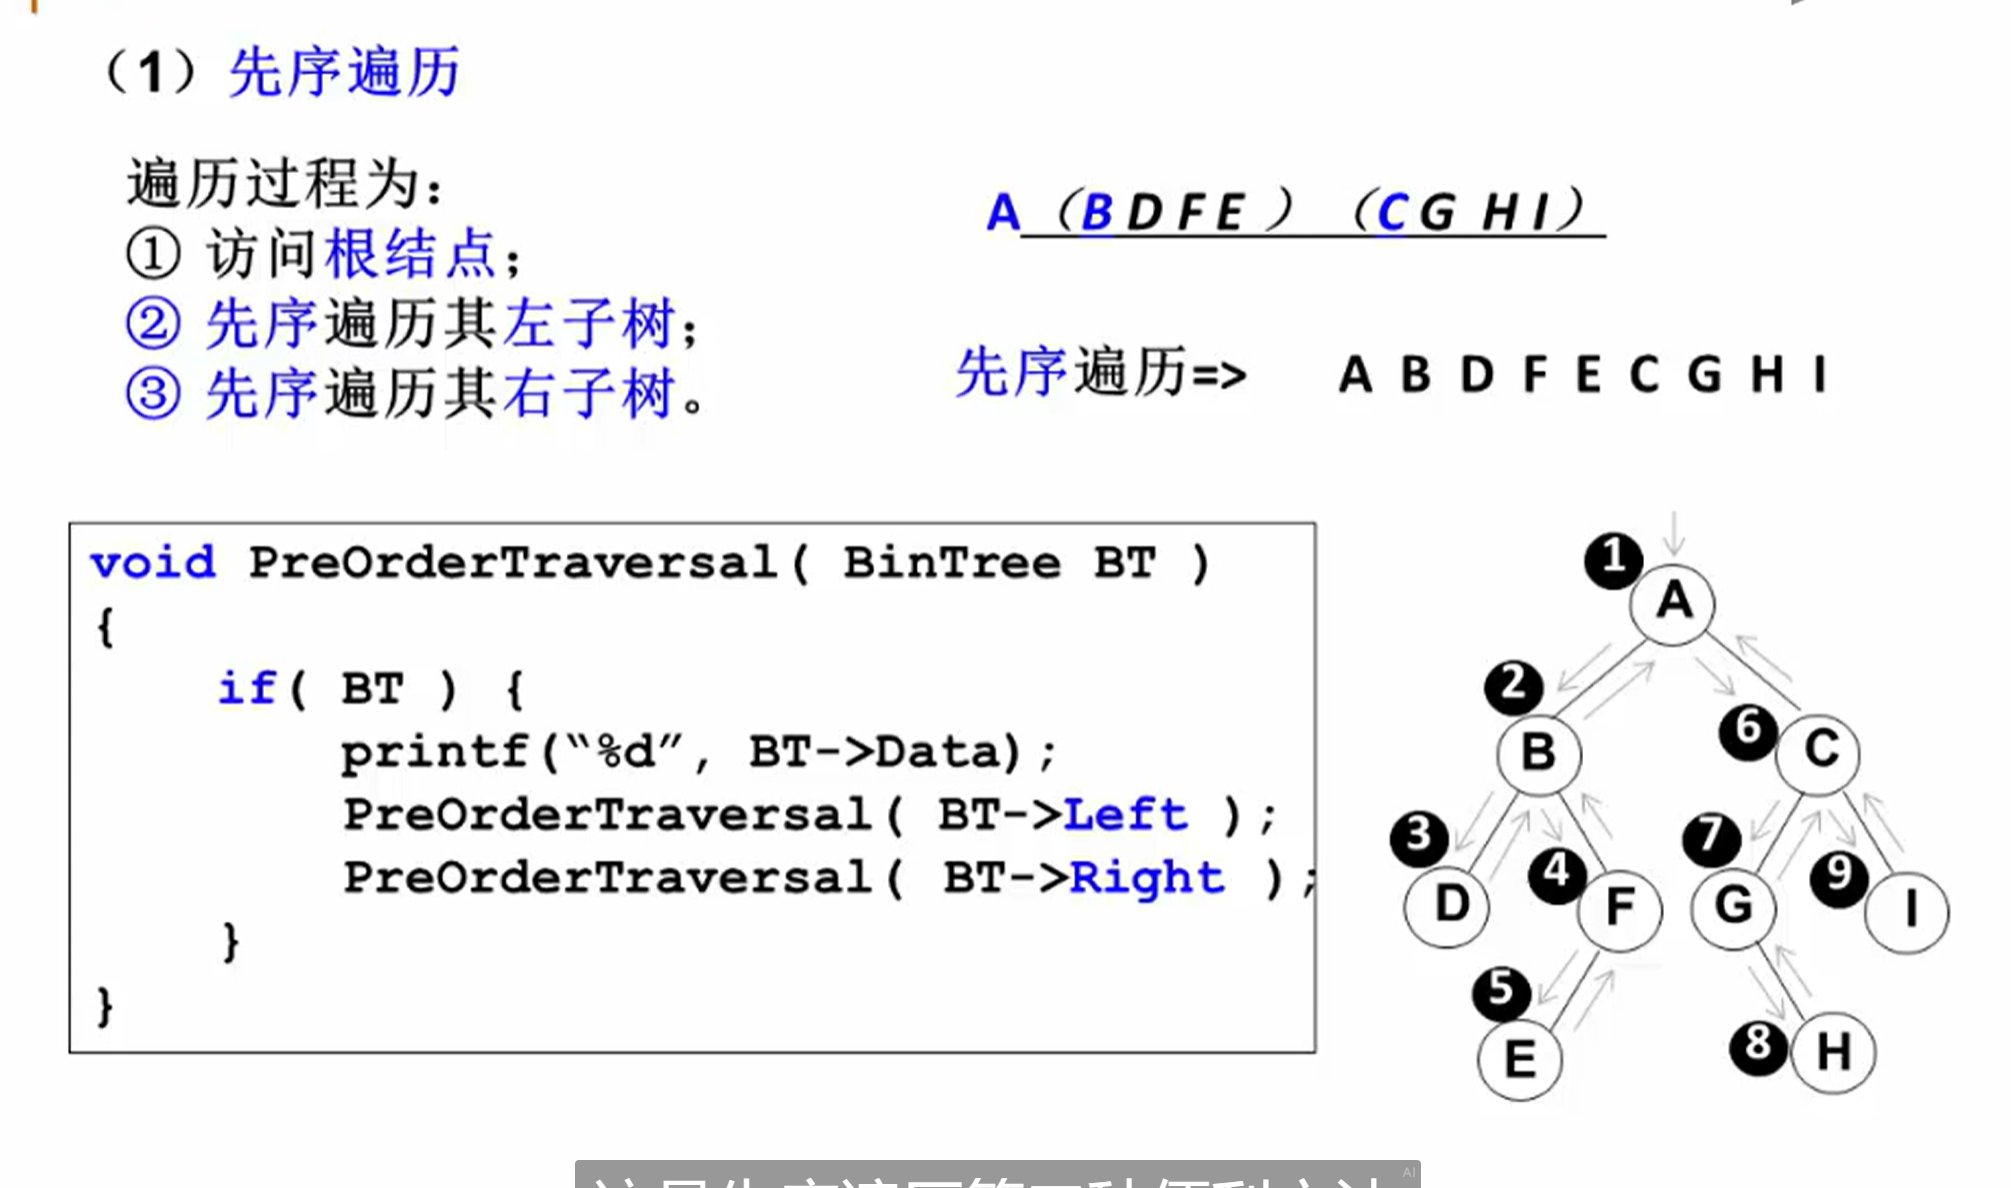 （1）先序遍历
遍历过程为：
① 访问根结点；
② 先序遍历其左子树；
③ 先序遍历其右子树。
A（B D F E ）（C G H I）
先序遍历=> A B D F E C G H I
void PreOrderTraversal( BinTree BT )
{
if( BT ) {
printf(“%d”, BT->Data);
PreOrderTraversal( BT->Left );
PreOrderTraversal( BT->Right );
}
}
1
A
2
B
6
C
3
D
4
F
7
G
9
I
5
E
8
H
AI